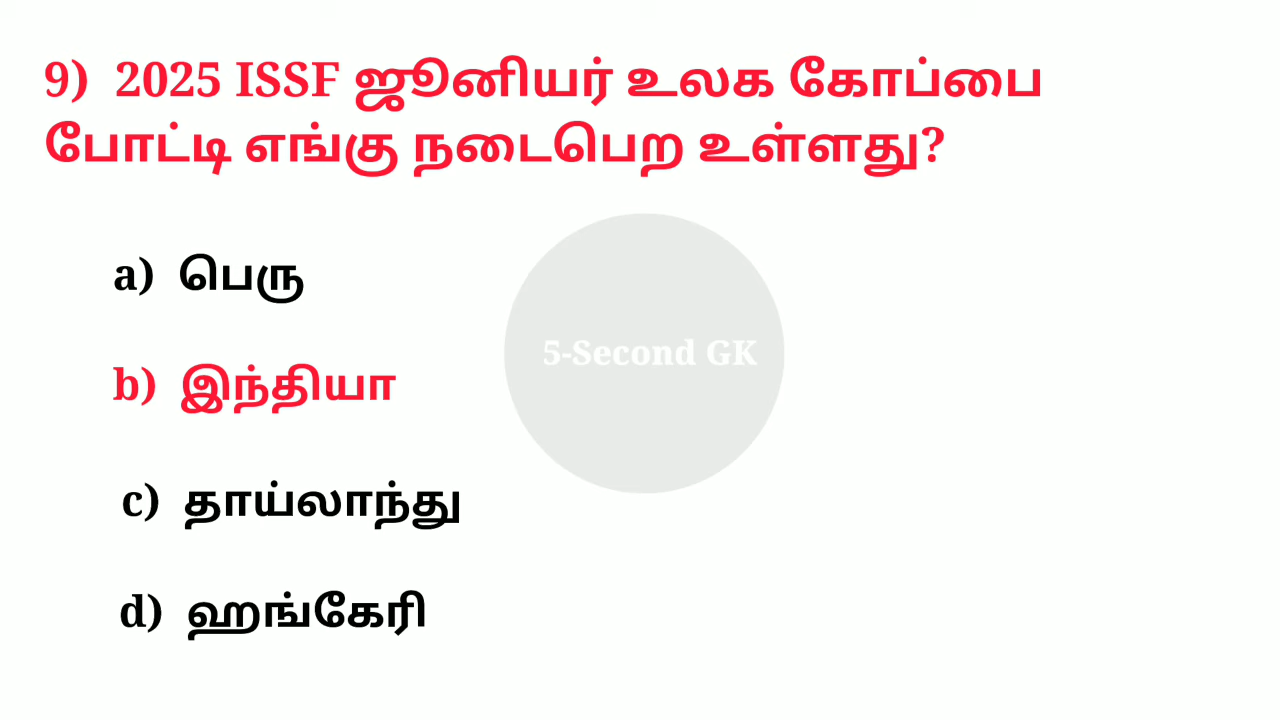 9) 2025 ISSF ஜூனியர் உலக கோப்பை
போட்டி எங்கு நடைபெற உள்ளது?
a) பெரு
5-Second GK
b) இந்தியா
c) தாய்லாந்து
d) ஹங்கேரி